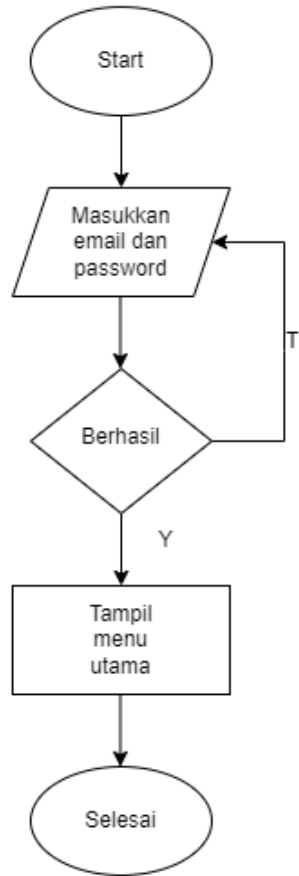 Start
Masukkan
email dan
password
T
Berhasil
Y
Tampil
menu
utama
Selesai